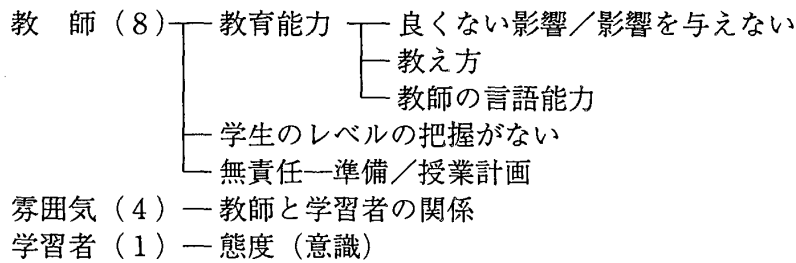 教 師（8） 教育能力 良くない影響／影響を与えない
教え方
教師の言語能力
学生のレベルの把握がない
無責任―準備／授業計画
雰囲気（4）―教師と学習者の関係
学習者（1）―態度（意識）